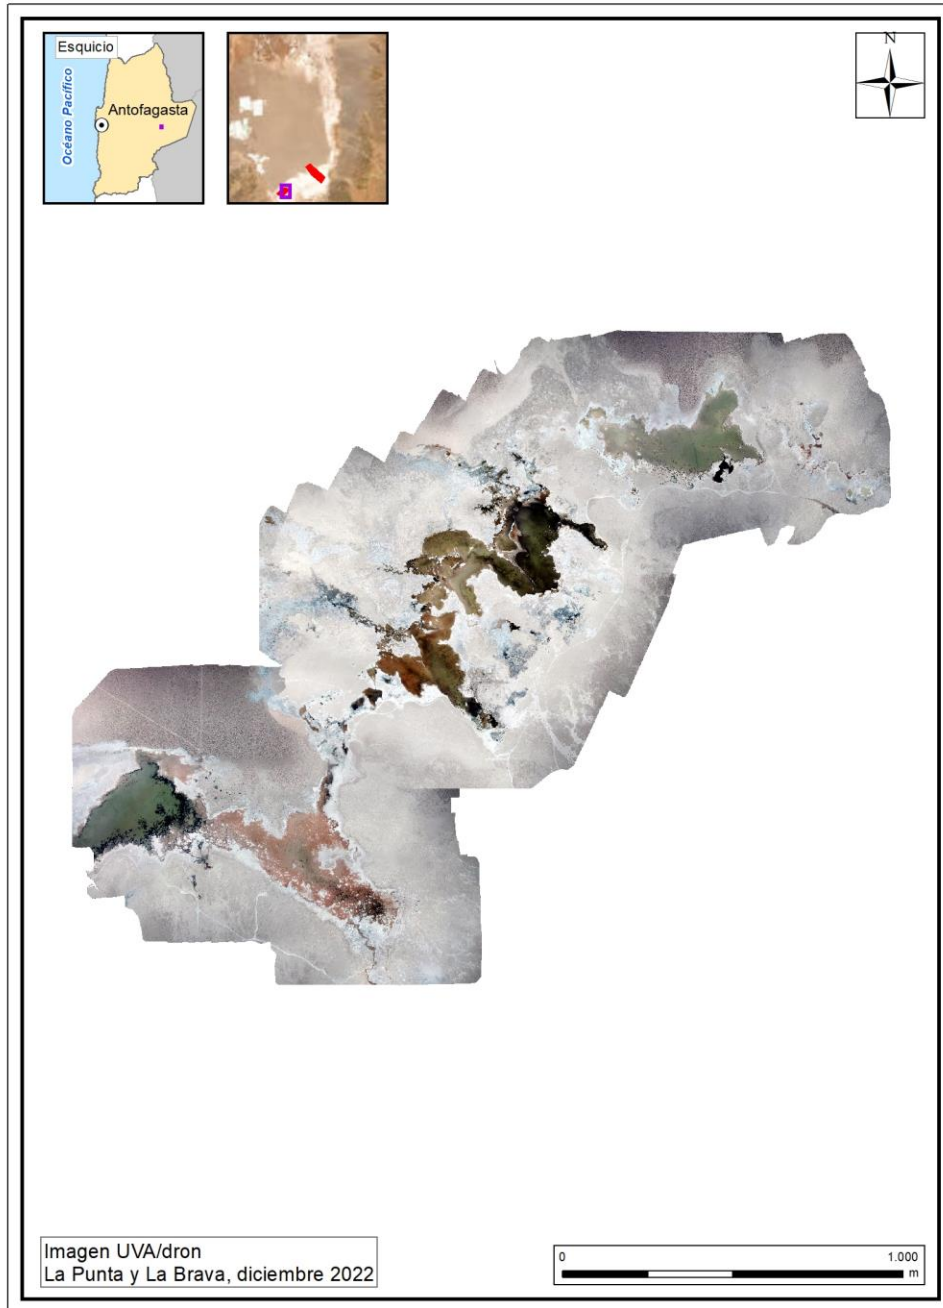 Esquicio
Océano Pacífico
Antofagasta
N
Imagen UVA/dron
La Punta y La Brava, diciembre 2022
0 1.000
m